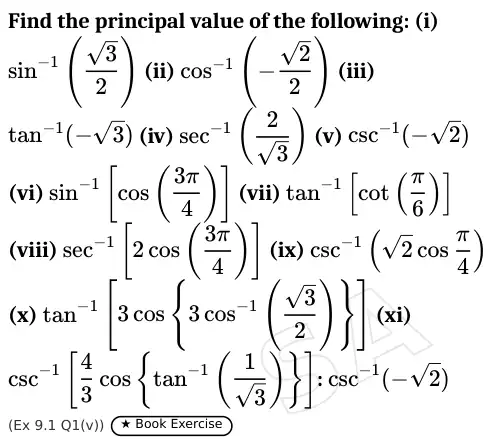 Find the principal value of the following: (i)
sin⁻¹ (√3/2) (ii) cos⁻¹ (−√2/2) (iii)
tan⁻¹(−√3) (iv) sec⁻¹ (2/√3) (v) csc⁻¹(−√2)
(vi) sin⁻¹ [cos (3π/4)] (vii) tan⁻¹ [cot (π/6)]
(viii) sec⁻¹ [2 cos (3π/4)] (ix) csc⁻¹ (√2 cos π/4)
(x) tan⁻¹ [3 cos {3 cos⁻¹ (√3/2)}] (xi)
csc⁻¹ [4/3 cos {tan⁻¹ (1/√3)}] : csc⁻¹(−√2)
(Ex 9.1 Q1(v)) ★ Book Exercise
SA